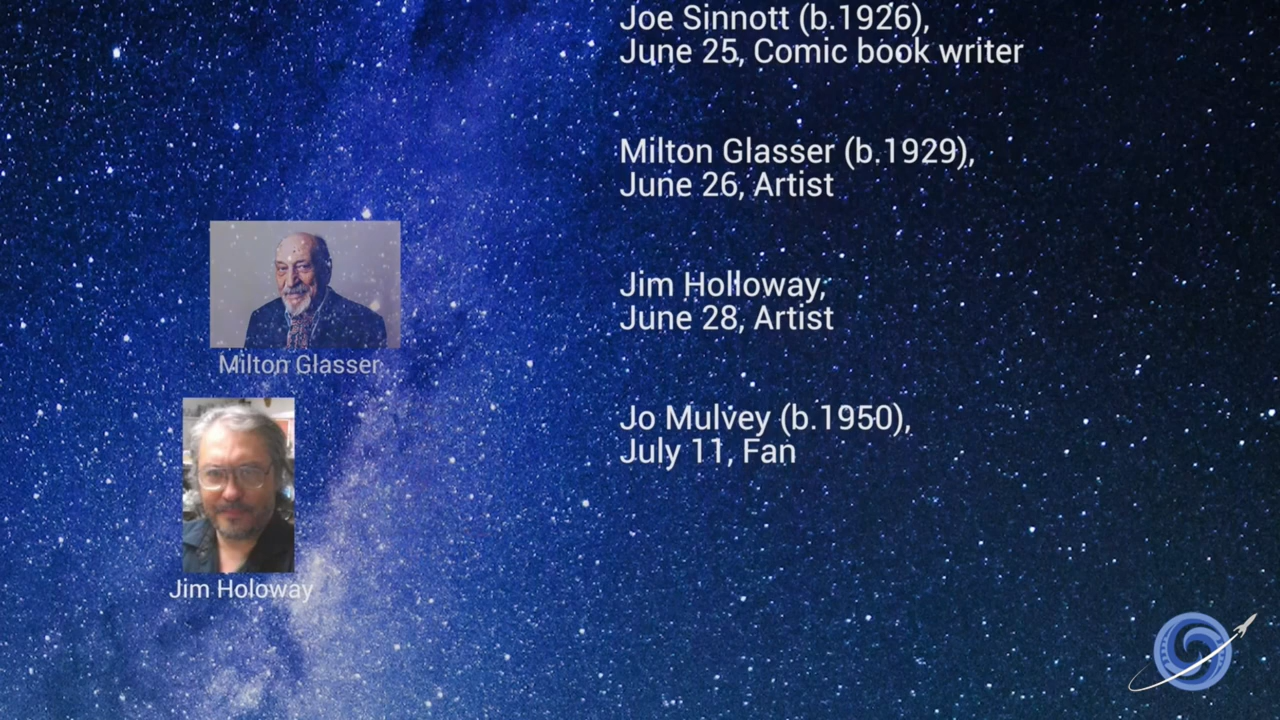 Joe Sinnott (b.1926),
June 25, Comic book writer
Milton Glasser (b.1929),
June 26, Artist
Jim Holloway,
June 28, Artist
Jo Mulvey (b.1950),
July 11, Fan
Milton Glasser
Jim Holoway